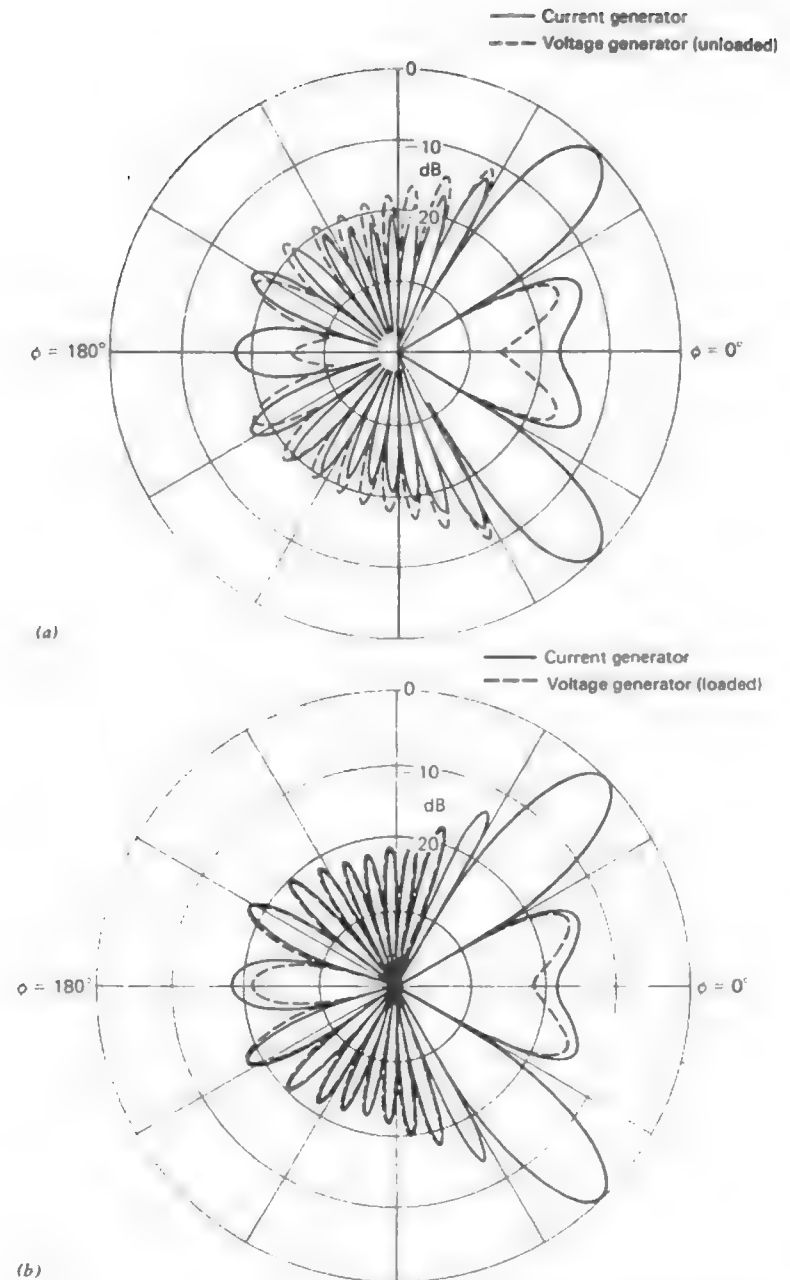 Current generator
Voltage generator (unloaded)
0
-10
dB
20
ϕ = 180°
ϕ = 0°
(a)
Current generator
Voltage generator (loaded)
0
10
dB
20
ϕ = 180°
ϕ = 0°
(b)